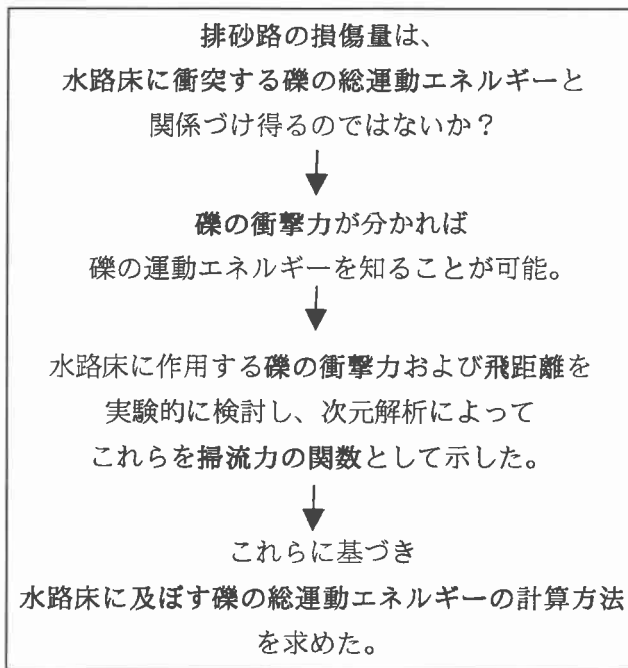 排砂路の損傷量は、
水路床に衝突する礫の総運動エネルギーと
関係づけ得るのではないか？
礫の衝撃力が分かれば
礫の運動エネルギーを知ることが可能。
水路床に作用する礫の衝撃力および飛距離を
実験的に検討し、次元解析によって
これらを掃流力の関数として示した。
これらに基づき
水路床に及ぼす礫の総運動エネルギーの計算方法
を求めた。